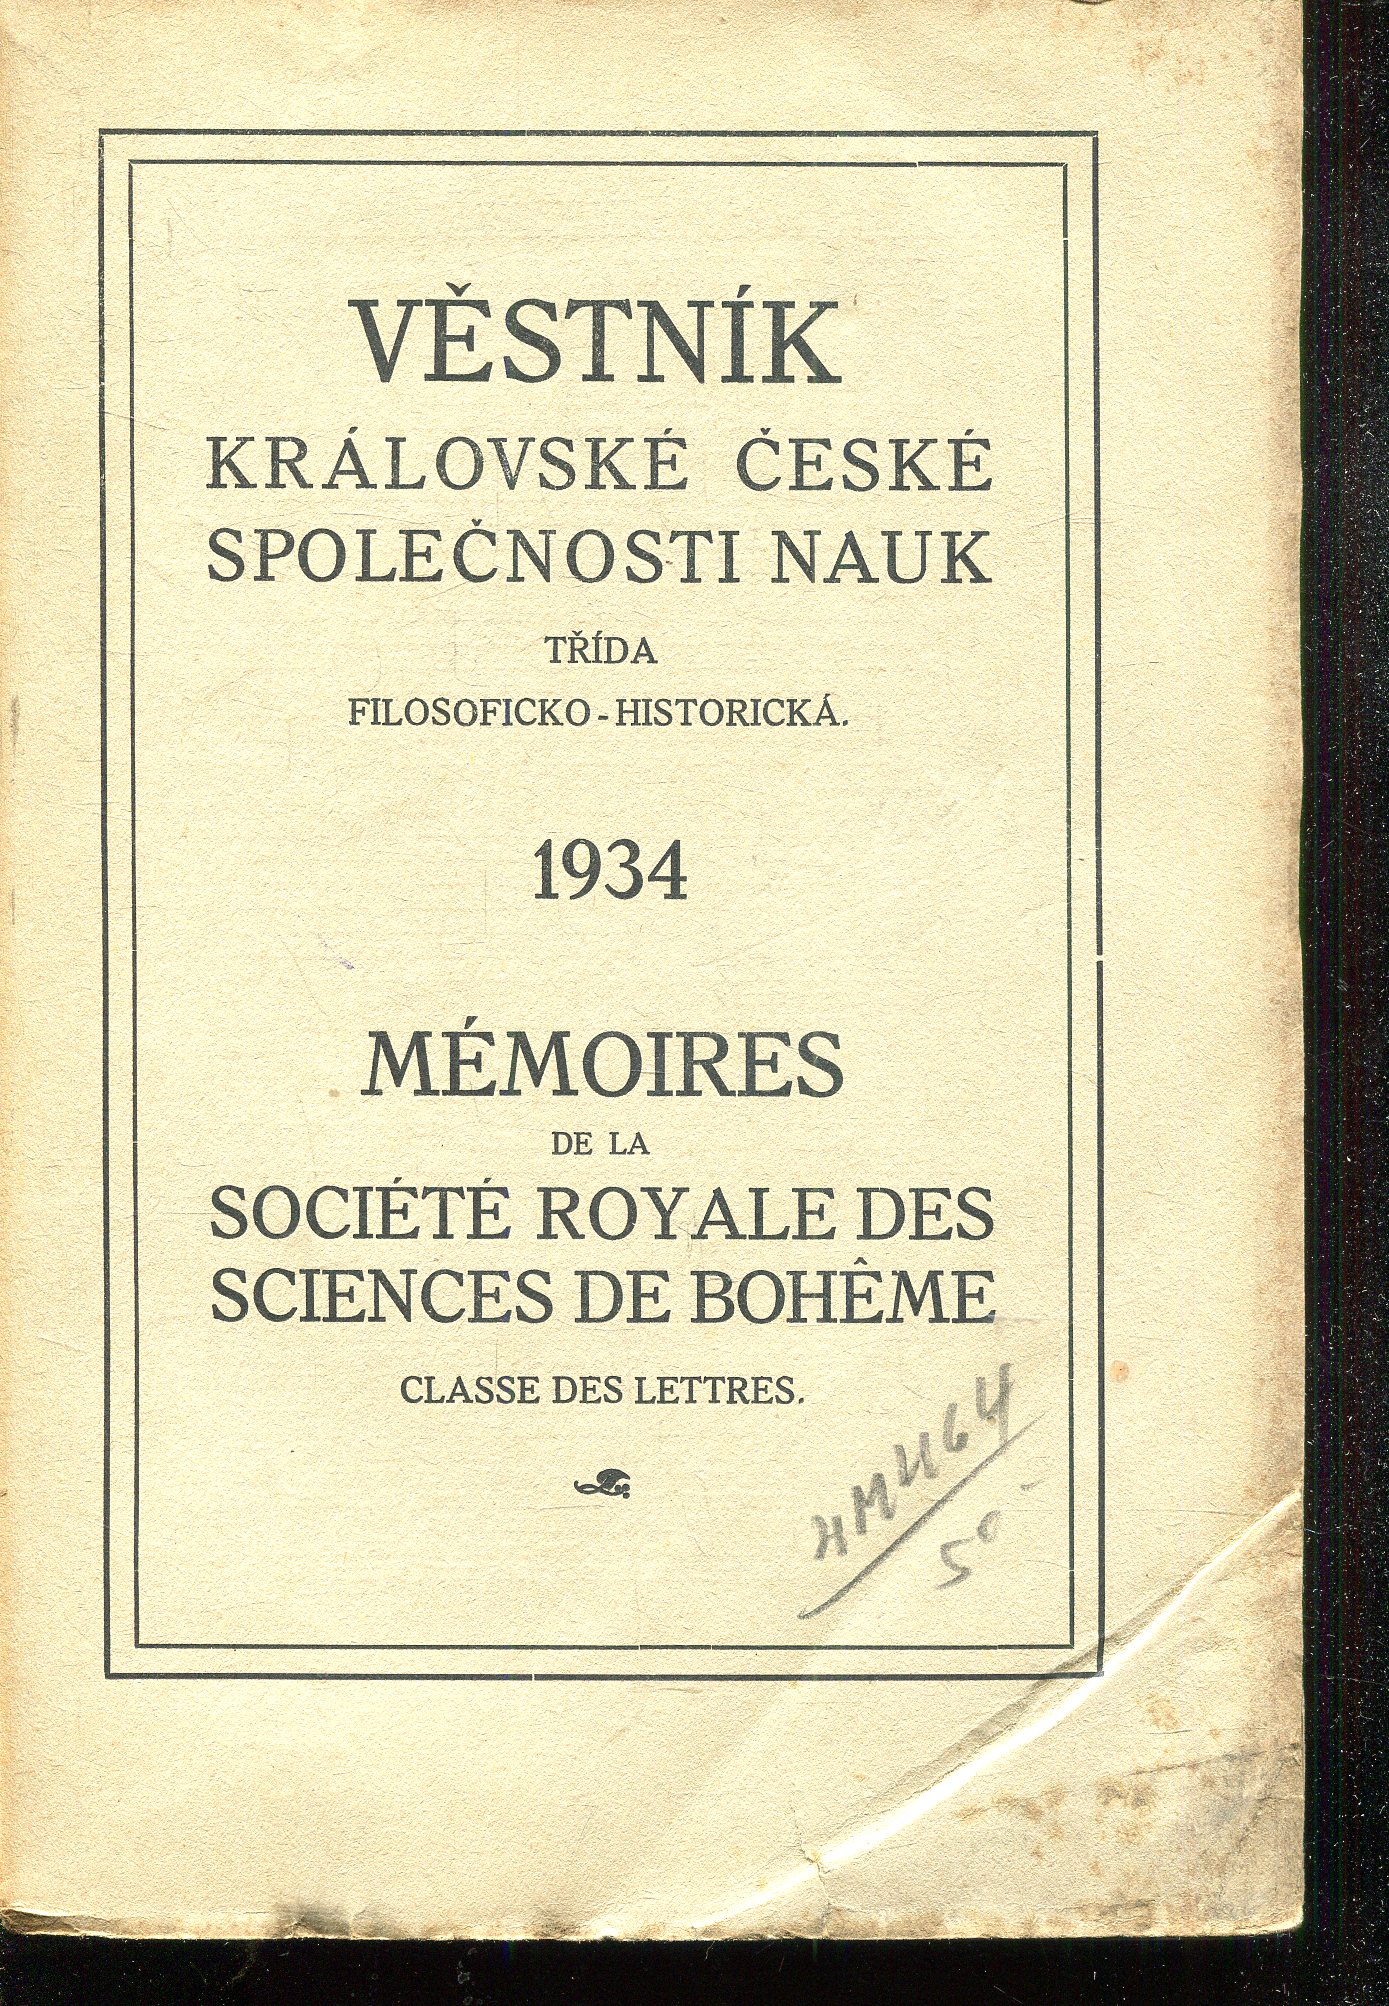 VĚSTNÍK
KRÁLOVSKÉ ČESKÉ
SPOLEČNOSTI NAUK
TŘÍDA
FILOSOFICKO-HISTORICKÁ.
1934
MÉMOIRES
DE LA
SOCIÉTÉ ROYALE DES
SCIENCES DE BOHÊME
CLASSE DES LETTRES.
50